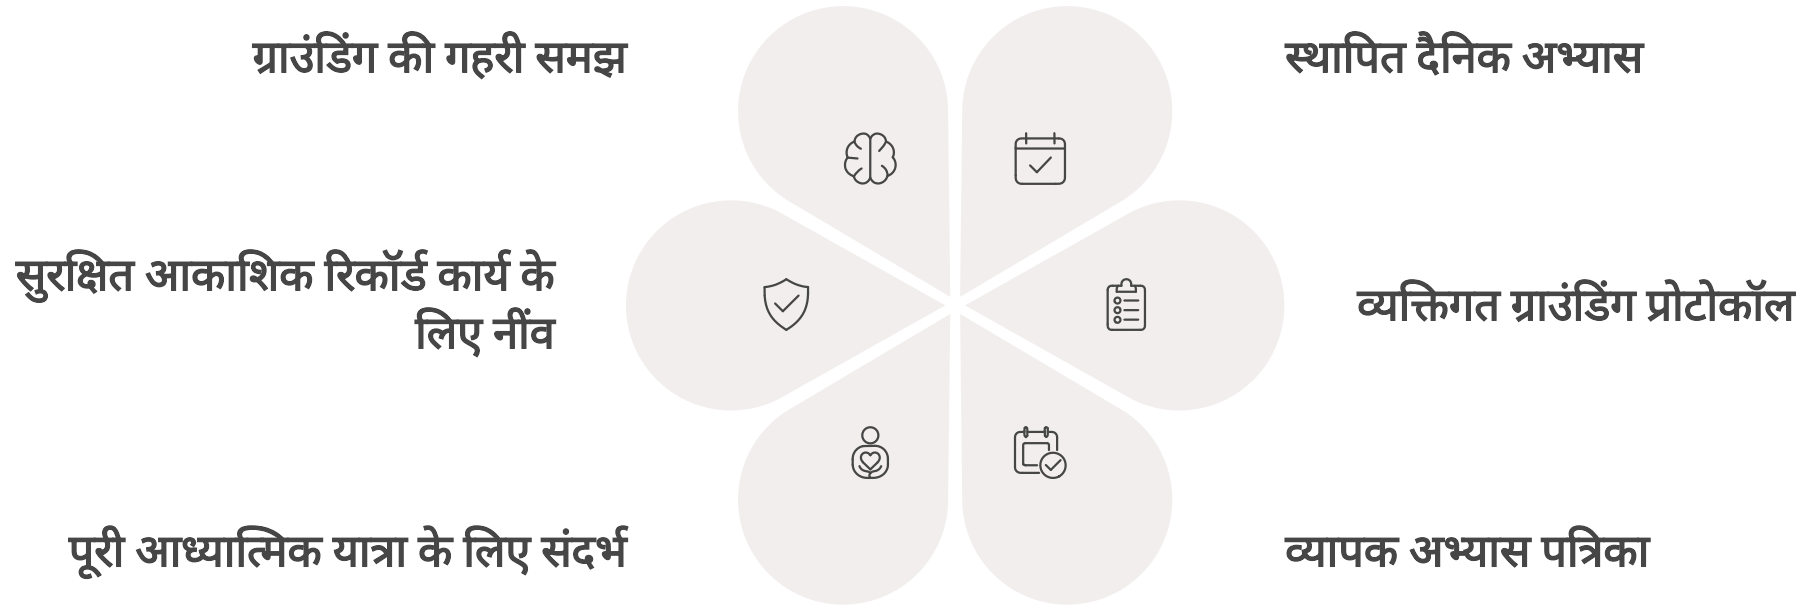 ग्राउंडिंग की गहरी समझ
स्थापित दैनिक अभ्यास
सुरक्षित आकाशिक रिकॉर्ड कार्य के
लिए नींव
व्यक्तिगत ग्राउंडिंग प्रोटोकॉल
पूरी आध्यात्मिक यात्रा के लिए संदर्भ
व्यापक अभ्यास पत्रिका